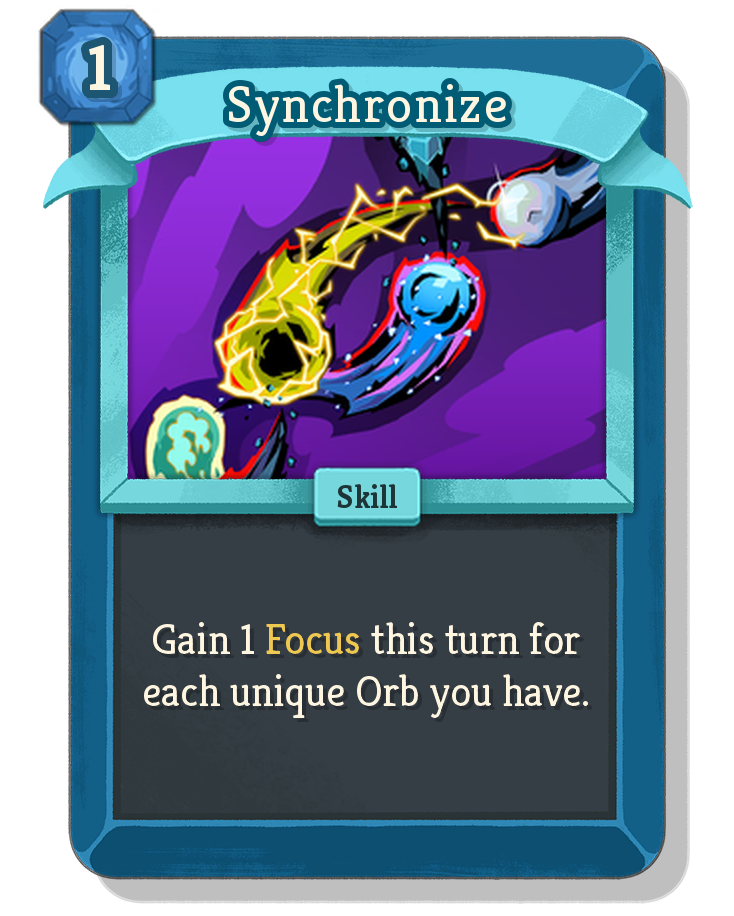 1
Synchronize
Skill
Gain 1 Focus this turn for
each unique Orb you have.